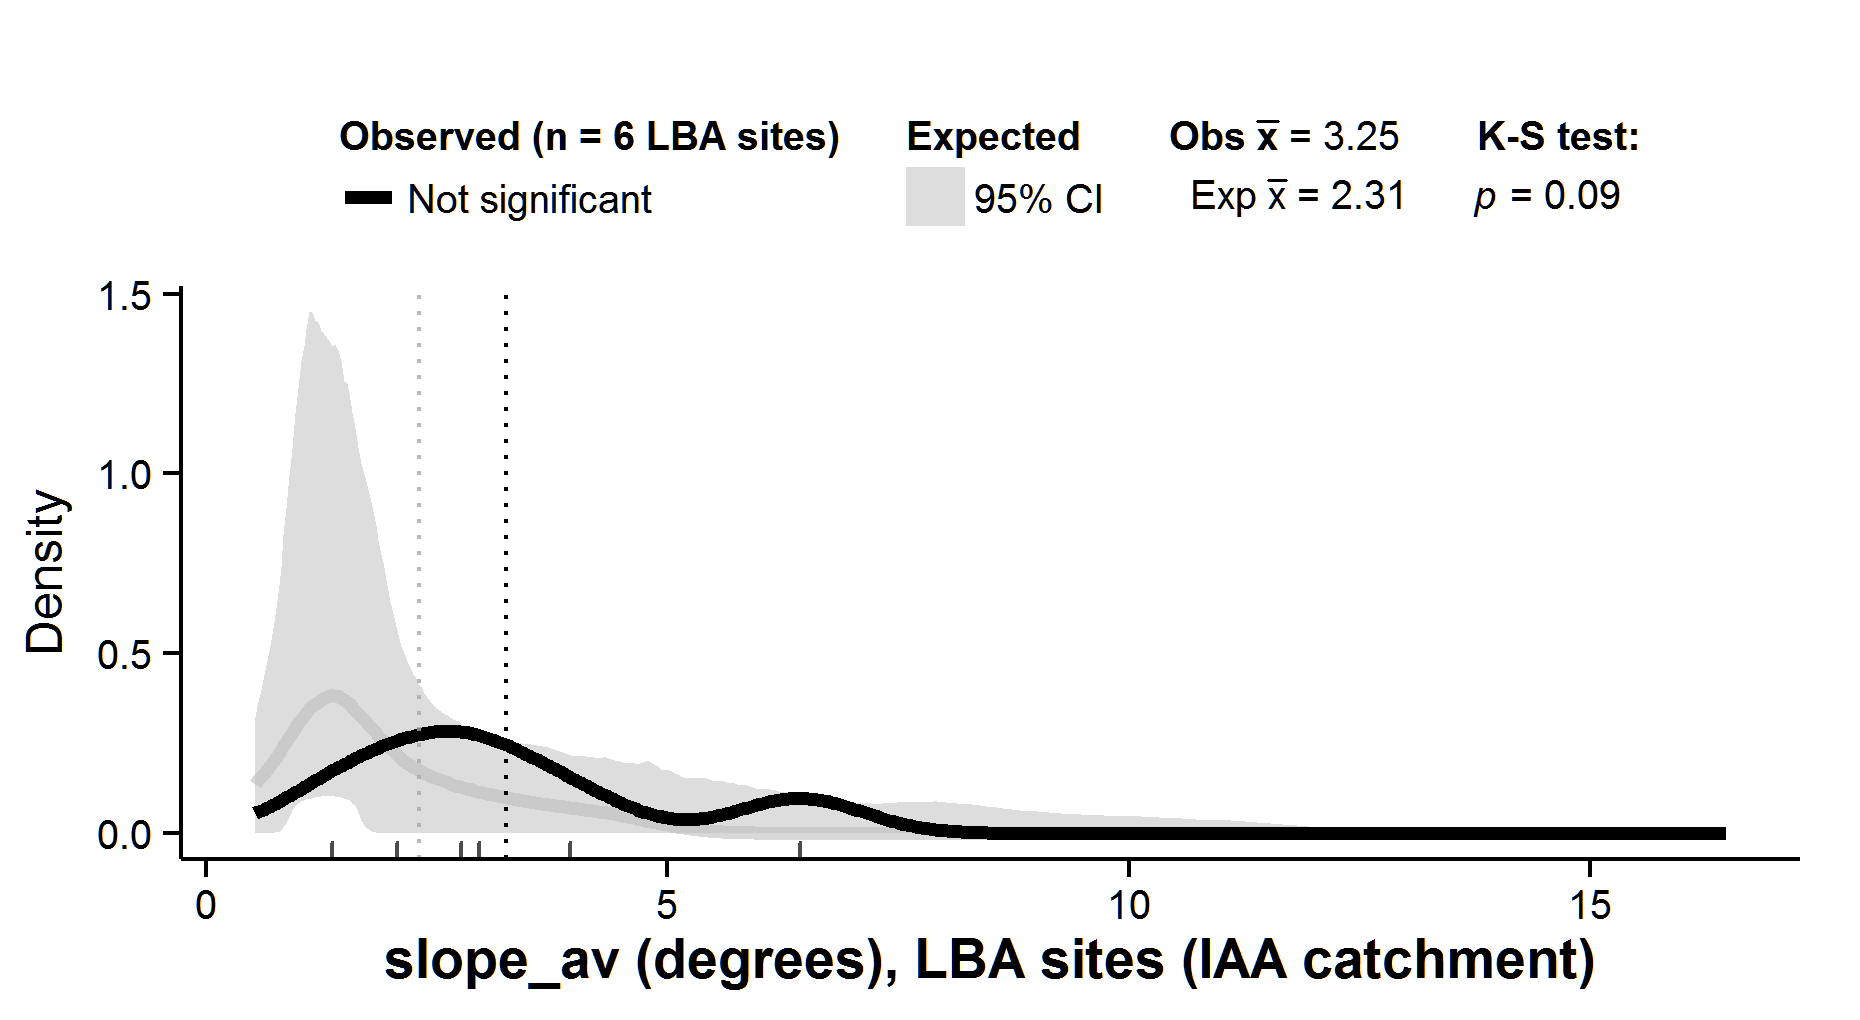 Observed (n = 6 LBA sites) Expected Obs x̅ = 3.25 K-S test:
Not significant 95% CI Exp x̅ = 2.31 p = 0.09
1.5
1.0
0.5
0.0
Density
0 5 10 15
slope_av (degrees), LBA sites (IAA catchment)